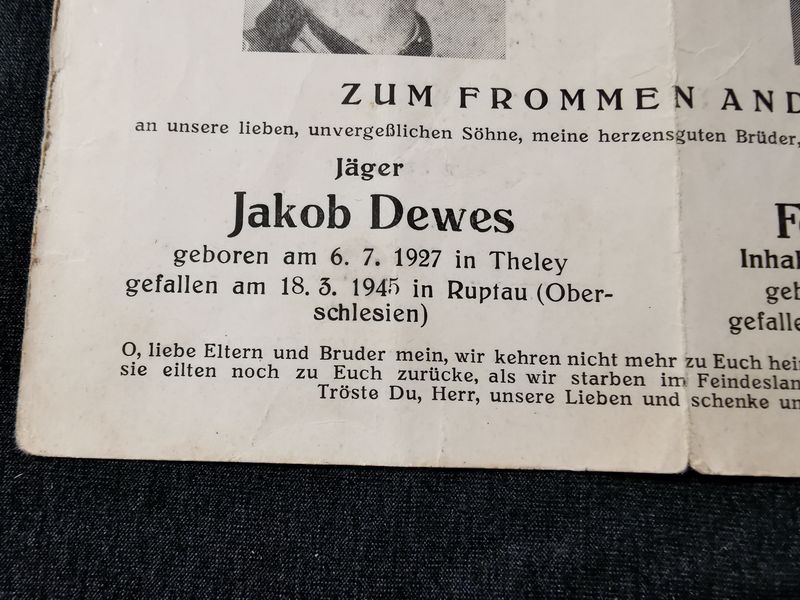 ZUM FROMMEN AND
an unsere lieben, unvergeßlichen Söhne, meine herzensguten Brüder,
Jäger
Jakob Dewes
geboren am 6. 7. 1927 in Theley
gefallen am 18. 3. 1945 in Ruptau (Ober-
schlesien)
Inhab
geb
gefalle
O, liebe Eltern und Bruder mein, wir kehren nicht mehr zu Euch hei
sie eilten noch zu Euch zurücke, als wir starben im Feindeslan
Tröste Du, Herr, unsere Lieben und schenke un